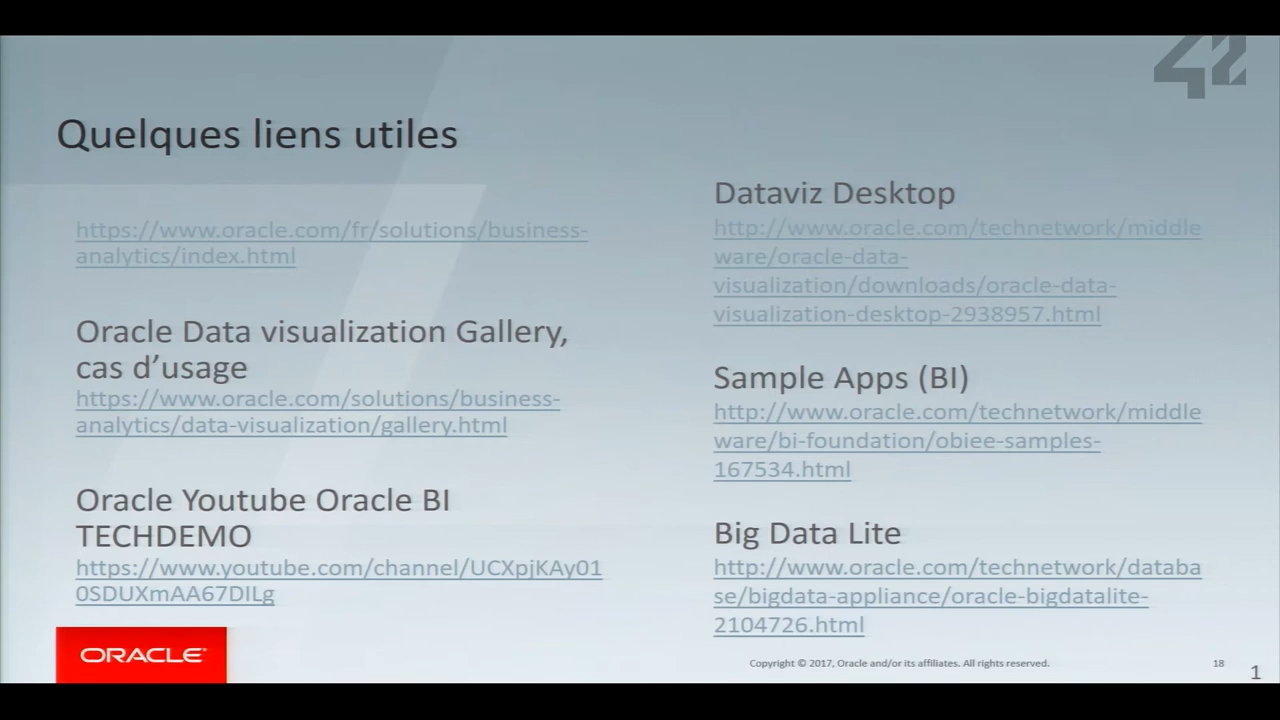 42
Quelques liens utiles
https://www.oracle.com/fr/solutions/business-
analytics/index.html
Oracle Data visualization Gallery,
cas d’usage
https://www.oracle.com/solutions/business-
analytics/data-visualization/gallery.html
Oracle Youtube Oracle BI
TECHDEMO
https://www.youtube.com/channel/UCXpjKAy01
0SDUXmAA67DILg
Dataviz Desktop
http://www.oracle.com/technetwork/middle
ware/oracle-data-
visualization/downloads/oracle-data-
visualization-desktop-2938957.html
Sample Apps (BI)
http://www.oracle.com/technetwork/middle
ware/bi-foundation/obiee-samples-
167534.html
Big Data Lite
http://www.oracle.com/technetwork/databa
se/bigdata-appliance/oracle-bigdatalite-
2104726.html
ORACLE®
Copyright © 2017, Oracle and/or its affiliates. All rights reserved.
18
1